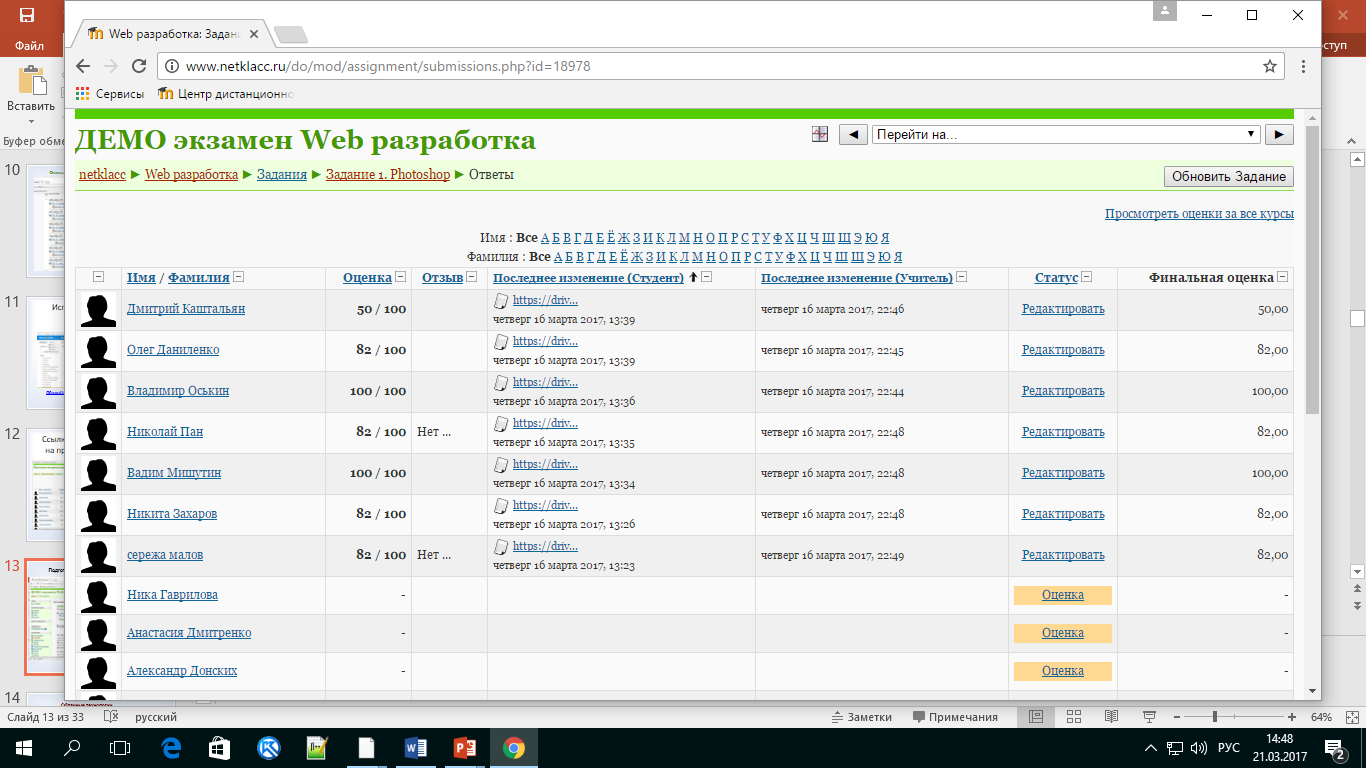 Файл
Вставить
Буфер обме
Web разработка: Задан
www.netklacc.ru/do/mod/assignment/submissions.php?id=18978
Сервисы Центр дистанционно
ДЕМО экзамен Web разработка
◄ Перейти на... ►
netklacc ► Web разработка ► Задания ► Задание 1. Photoshop ► Ответы
Обновить Задание
Просмотреть оценки за все курсы
Имя : Все А Б В Г Д Е Ё Ж З И К Л М Н О П Р С Т У Ф Х Ц Ч Ш Щ Э Ю Я
Фамилия : Все А Б В Г Д Е Ё Ж З И К Л М Н О П Р С Т У Ф Х Ц Ч Ш Щ Э Ю Я
Имя / Фамилия Оценка Отзыв Последнее изменение (Студент) Последнее изменение (Учитель) Статус Финальная оценка
Дмитрий Каштальян 50 / 100 https://driv... четверг 16 марта 2017, 22:46 Редактировать 50,00
четверг 16 марта 2017, 13:39
Олег Даниленко 82 / 100 https://driv... четверг 16 марта 2017, 22:45 Редактировать 82,00
четверг 16 марта 2017, 13:39
Владимир Оськин 100 / 100 https://driv... четверг 16 марта 2017, 22:44 Редактировать 100,00
четверг 16 марта 2017, 13:36
Николай Пан 82 / 100 Нет ... https://driv... четверг 16 марта 2017, 22:48 Редактировать 82,00
четверг 16 марта 2017, 13:35
Вадим Мишутин 100 / 100 https://driv... четверг 16 марта 2017, 22:48 Редактировать 100,00
четверг 16 марта 2017, 13:34
Никита Захаров 82 / 100 https://driv... четверг 16 марта 2017, 22:48 Редактировать 82,00
четверг 16 марта 2017, 13:26
сережа малов 82 / 100 Нет ... https://driv... четверг 16 марта 2017, 22:49 Редактировать 82,00
четверг 16 марта 2017, 13:23
Ника Гаврилова - Оценка -
Анастасия Дмитренко - Оценка -
Александр Донских - Оценка -
10
11
12
13
14
ступ
Слайд 13 из 33 русский Заметки Примечания 64%
РУС 14:48
21.03.2017
2